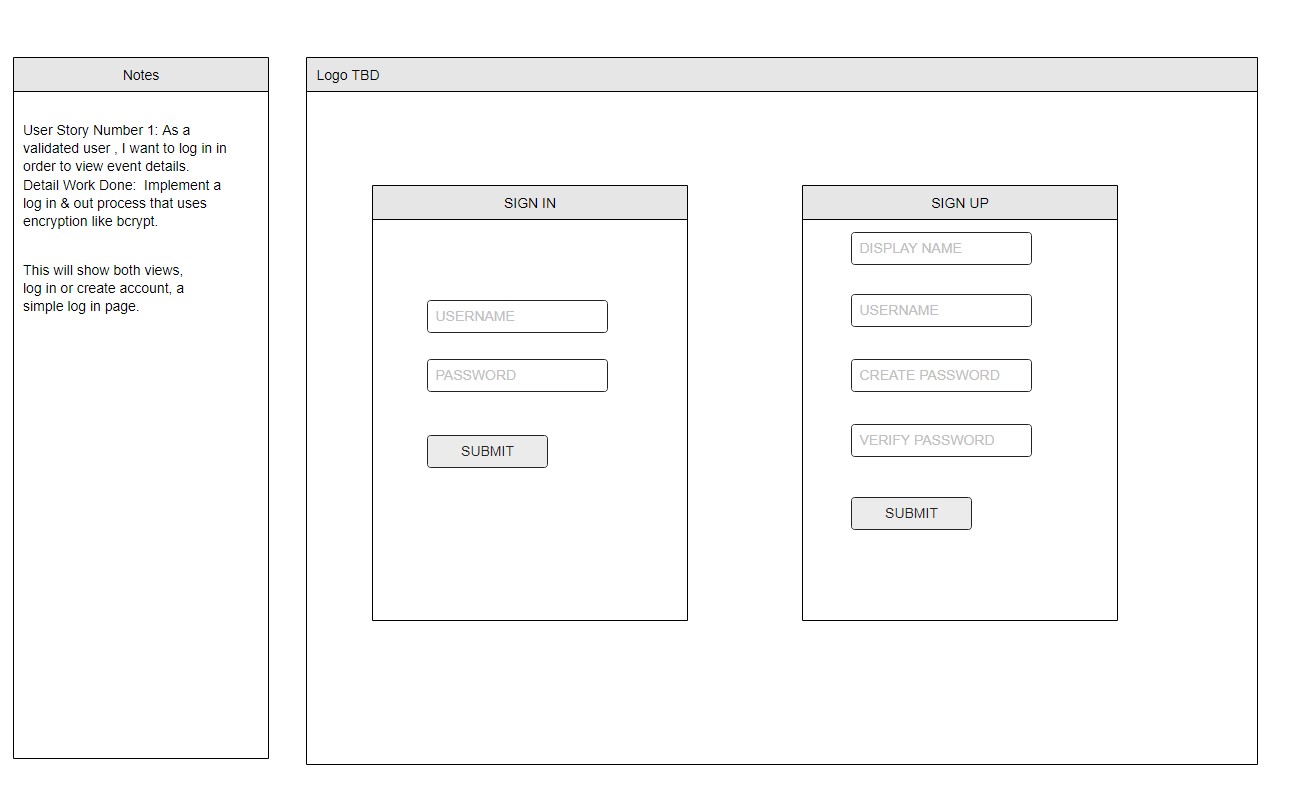 Notes
User Story Number 1: As a
validated user , I want to log in in
order to view event details.
Detail Work Done:  Implement a
log in & out process that uses
encryption like bcrypt.
This will show both views,
log in or create account, a
simple log in page.
Logo TBD
SIGN IN
USERNAME
PASSWORD
SUBMIT
SIGN UP
DISPLAY NAME
USERNAME
CREATE PASSWORD
VERIFY PASSWORD
SUBMIT